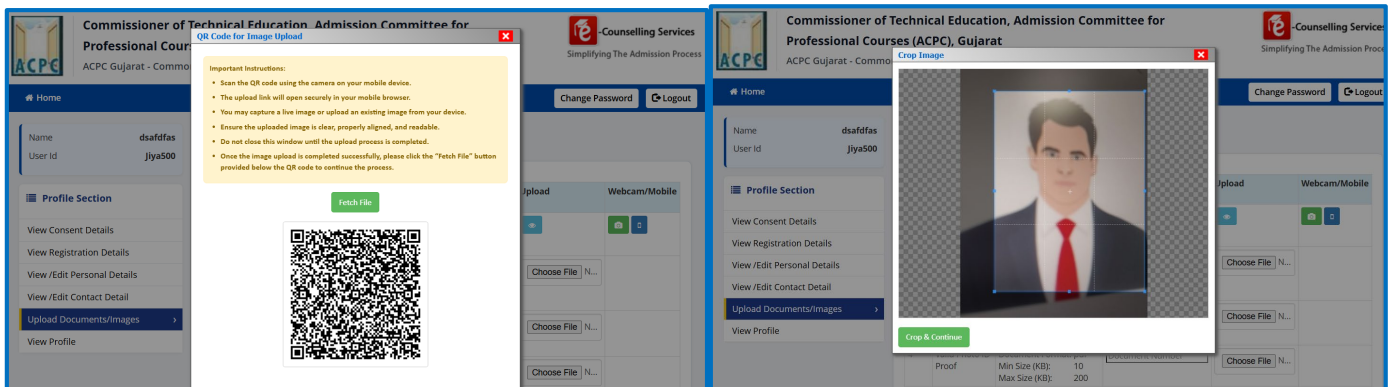 ACPC
Commissioner of Technical Education, Admission Committee for
Professional Cour
ACPC Gujarat - Commo
e-Counselling Services
Simplifying The Admission Process
Home
Change Password
Logout
Name dsafdfas
User Id Jiya500
Profile Section
View Consent Details
View Registration Details
View /Edit Personal Details
View /Edit Contact Detail
Upload Documents/Images
View Profile
QR Code for Image Upload
Important Instructions:
Scan the QR code using the camera on your mobile device.
The upload link will open securely in your mobile browser.
You may capture a live image or upload an existing image from your device.
Ensure the uploaded image is clear, properly aligned, and readable.
Do not close this window until the upload process is completed.
Once the image upload is completed successfully, please click the "Fetch File" button
provided below the QR code to continue the process.
Fetch File
Upload Webcam/Mobile
Choose File N...
Choose File N...
Choose File N...
ACPC
Commissioner of Technical Education, Admission Committee for
Professional Courses (ACPC), Gujarat
ACPC Gujarat - Commo
e-Counselling Services
Simplifying The Admission Proce
Home
Change Password
Logout
Name dsafdfas
User Id Jiya500
Profile Section
View Consent Details
View Registration Details
View /Edit Personal Details
View /Edit Contact Detail
Upload Documents/Images
View Profile
Crop Image
Crop & Continue
Upload Webcam/Mobile
Choose File N...
Choose File N...
Choose File N...
Proof
Min Size (KB): 10
Max Size (KB): 200